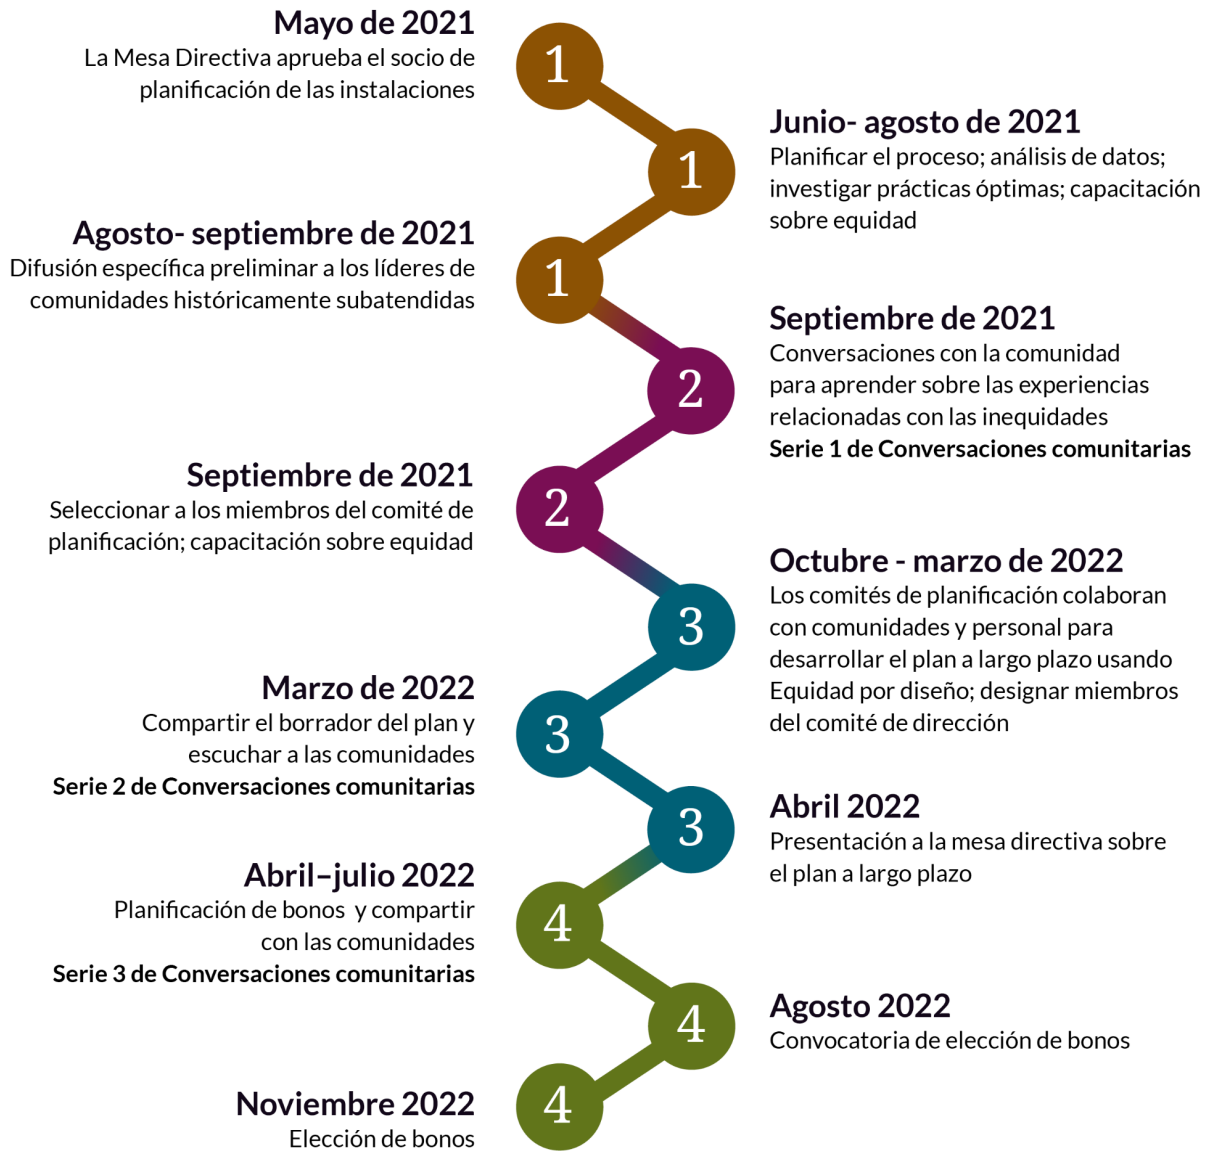 Mayo de 2021
La Mesa Directiva aprueba el socio de
planificación de las instalaciones
1
Junio- agosto de 2021
Planificar el proceso; análisis de datos;
investigar prácticas óptimas; capacitación
sobre equidad
1
Agosto- septiembre de 2021
Difusión específica preliminar a los líderes de
comunidades históricamente subatendidas
1
Septiembre de 2021
Conversaciones con la comunidad
para aprender sobre las experiencias
relacionadas con las inequidades
Serie 1 de Conversaciones comunitarias
2
Septiembre de 2021
Seleccionar a los miembros del comité de
planificación; capacitación sobre equidad
2
Octubre - marzo de 2022
Los comités de planificación colaboran
con comunidades y personal para
desarrollar el plan a largo plazo usando
Equidad por diseño; designar miembros
del comité de dirección
3
Marzo de 2022
Compartir el borrador del plan y
escuchar a las comunidades
Serie 2 de Conversaciones comunitarias
3
Abril 2022
Presentación a la mesa directiva sobre
el plan a largo plazo
3
Abril–julio 2022
Planificación de bonos y compartir
con las comunidades
Serie 3 de Conversaciones comunitarias
4
Agosto 2022
Convocatoria de elección de bonos
4
Noviembre 2022
Elección de bonos
4